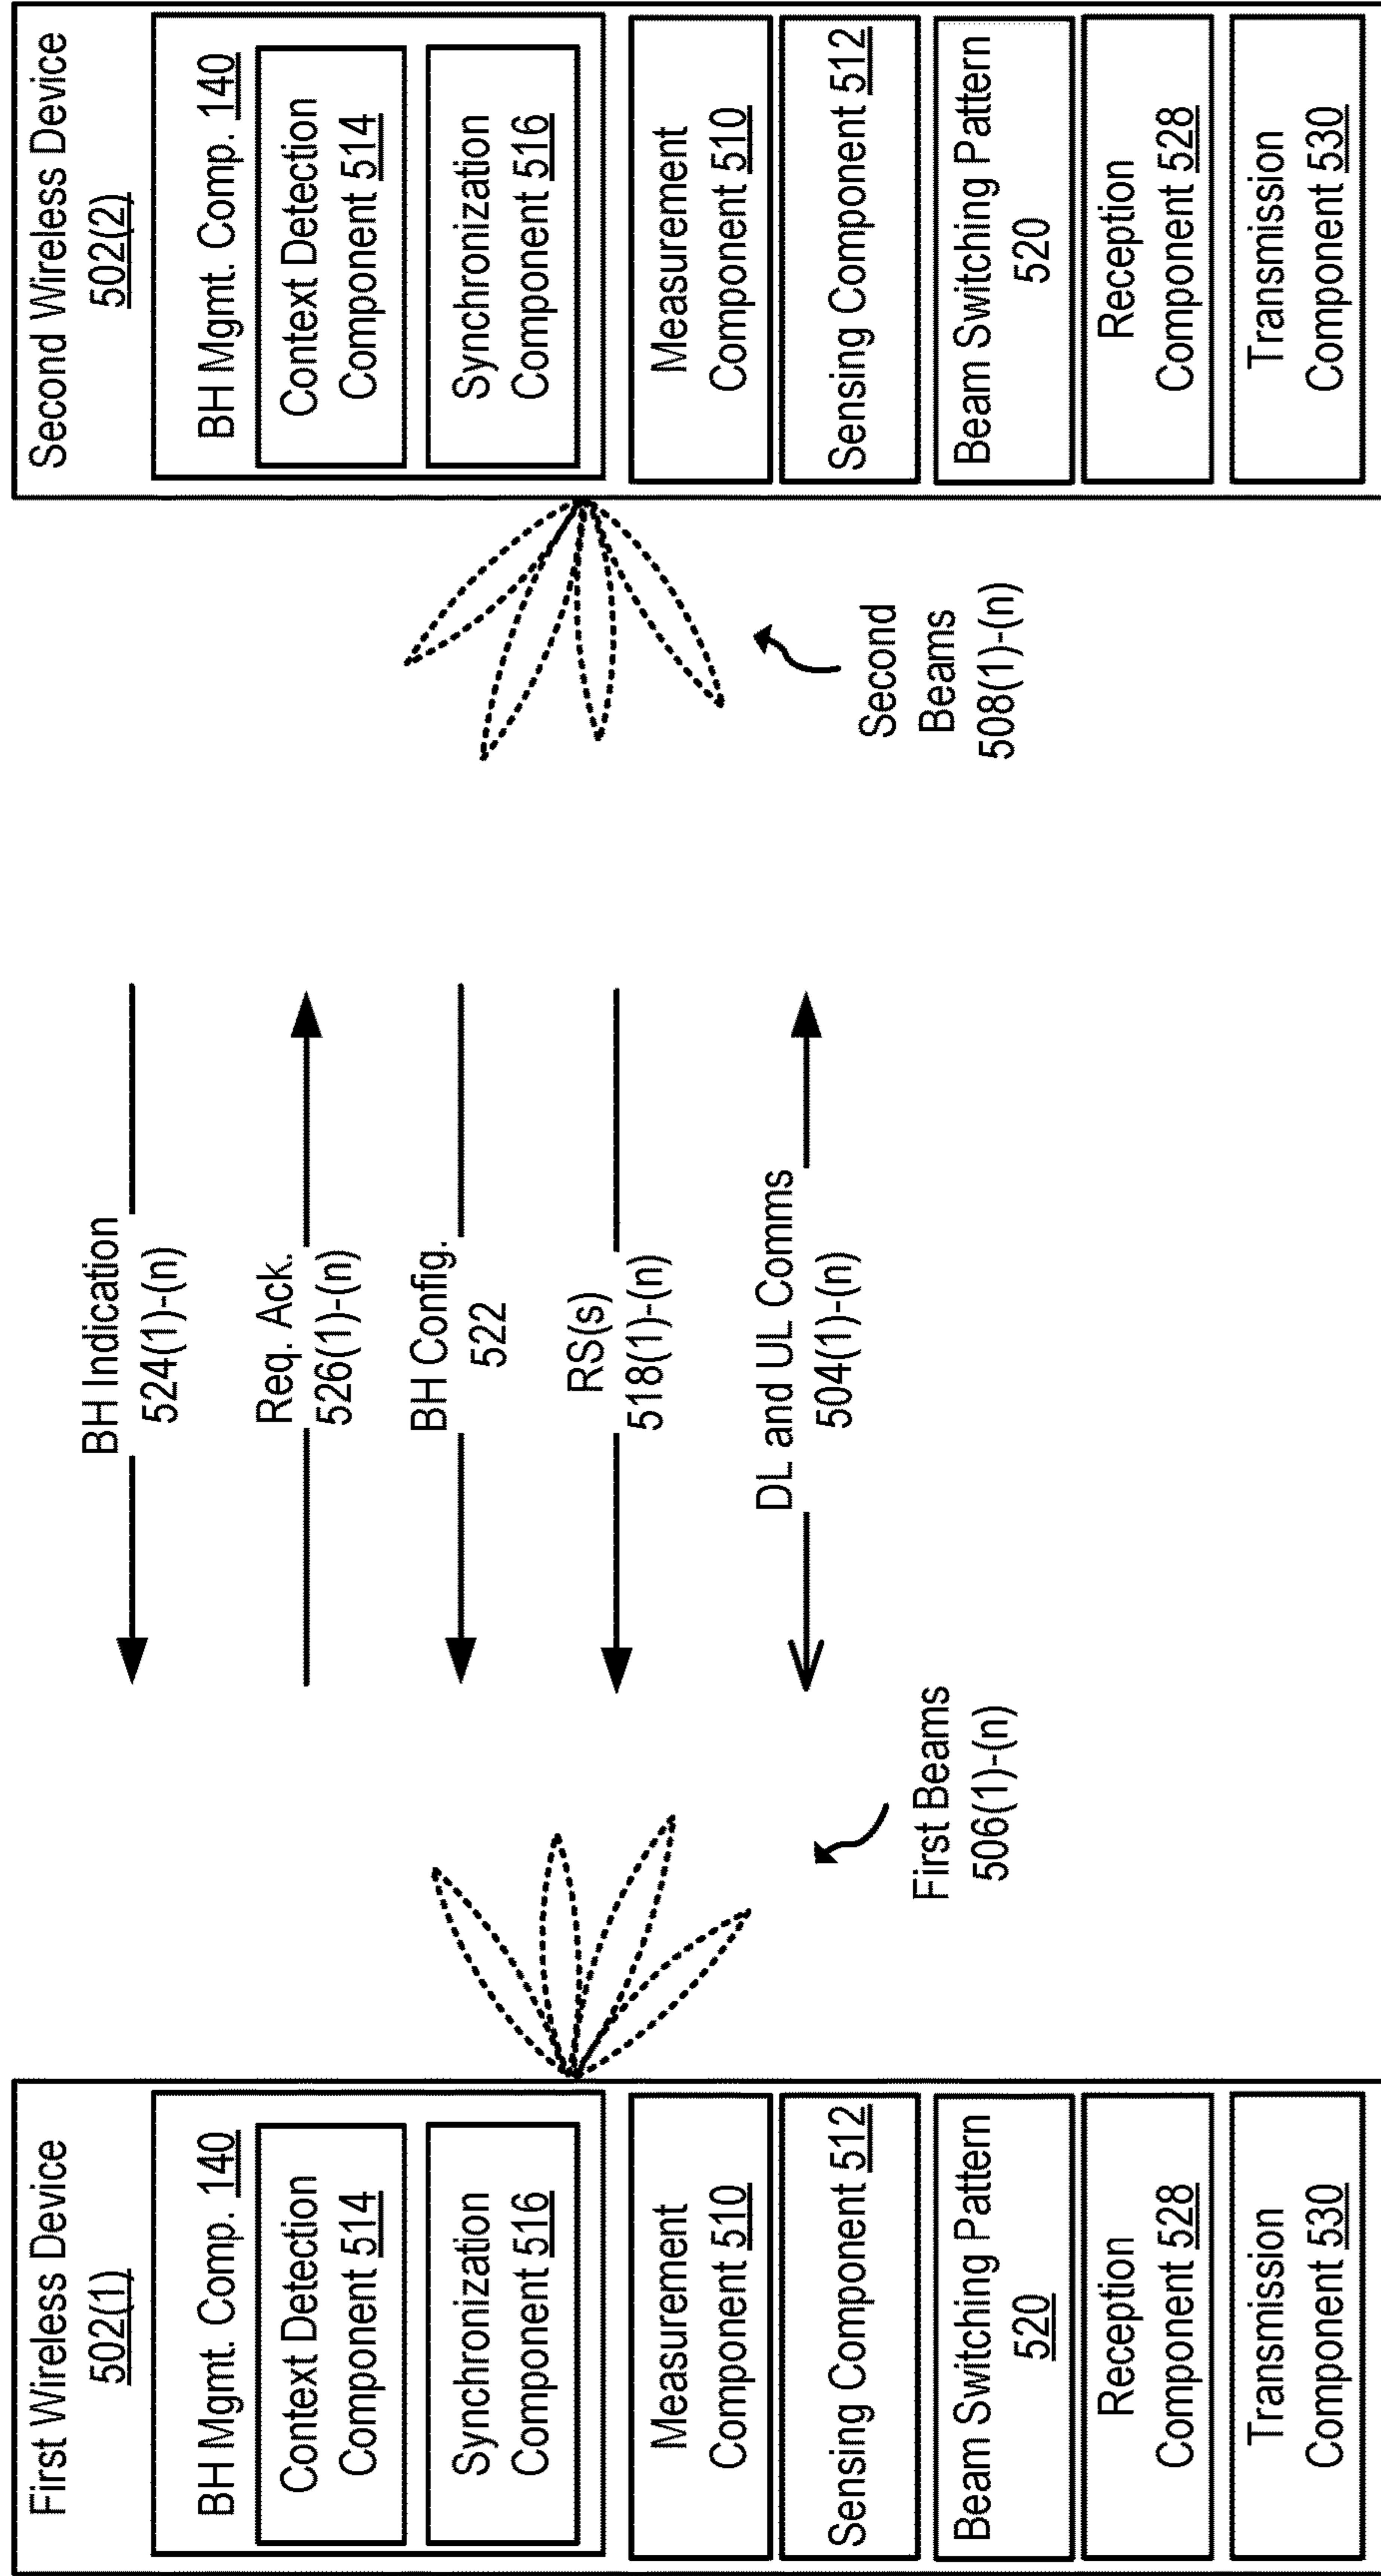 First Wireless Device
502(1)
BH Mgmt. Comp. 140
Context Detection
Component 514
Synchronization
Component 516
Measurement
Component 510
Sensing Component 512
Beam Switching Pattern
520
Reception
Component 528
Transmission
Component 530
First Beams
506(1)-(n)
BH Indication
524(1)-(n)
Req. Ack.
526(1)-(n)
BH Config.
522
RS(s)
518(1)-(n)
DL and UL Comms
504(1)-(n)
Second
Beams
508(1)-(n)
Second Wireless Device
502(2)
BH Mgmt. Comp. 140
Context Detection
Component 514
Synchronization
Component 516
Measurement
Component 510
Sensing Component 512
Beam Switching Pattern
520
Reception
Component 528
Transmission
Component 530